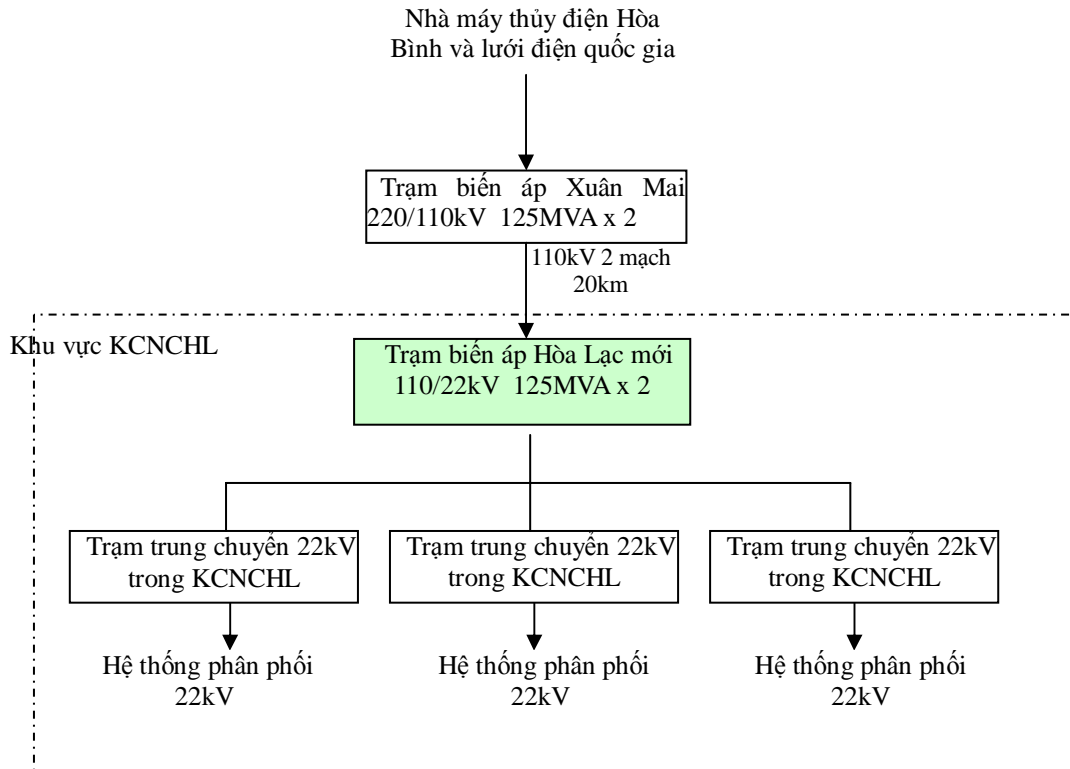 Nhà máy thủy điện Hòa
Bình và lưới điện quốc gia
Trạm biến áp Xuân Mai
220/110kV 125MVA x 2
110kV 2 mạch
20km
Khu vực KCNCHL
Trạm biến áp Hòa Lạc mới
110/22kV 125MVA x 2
Trạm trung chuyển 22kV
trong KCNCHL
Trạm trung chuyển 22kV
trong KCNCHL
Trạm trung chuyển 22kV
trong KCNCHL
Hệ thống phân phối
22kV
Hệ thống phân phối
22kV
Hệ thống phân phối
22kV